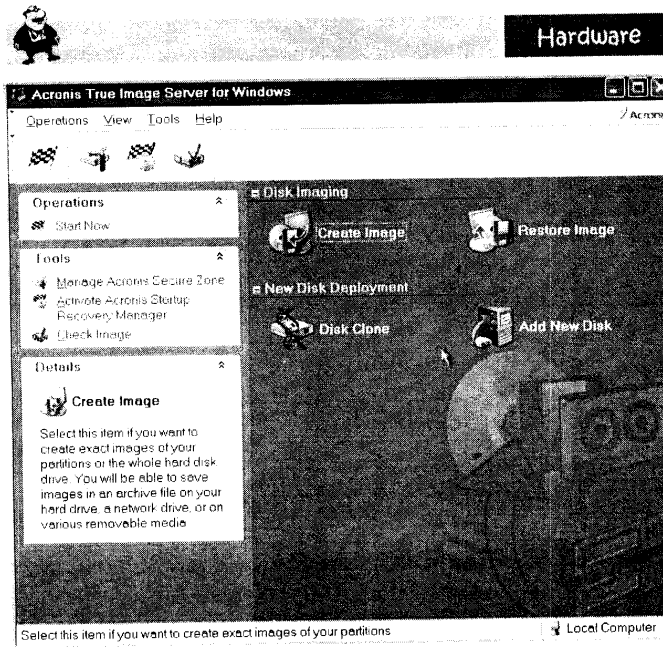 Hardware
Acronis True Image Server for Windows
Operations View Tools Help
Acronis
Operations
Start Now
Tools
Manage Acronis Secure Zone
Activate Acronis Startup
Recovery Manager
Check Image
Details
Create Image
Select this item if you want to
create exact images of your
partitions or the whole hard disk
drive. You will be able to save
images in an archive file on your
hard drive, a network drive, or on
various removable media
Disk Imaging
Create Image
Restore Image
New Disk Deployment
Disk Clone
Add New Disk
Select this item if you want to create exact images of your partitions
Local Computer